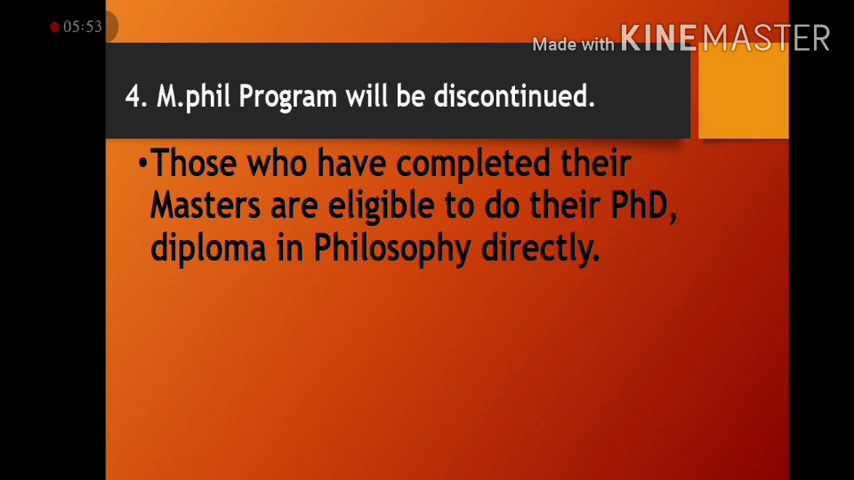 05:53
Made with KINEMASTER
4. M.phil Program will be discontinued.
•Those who have completed their
Masters are eligible to do their PhD,
diploma in Philosophy directly.